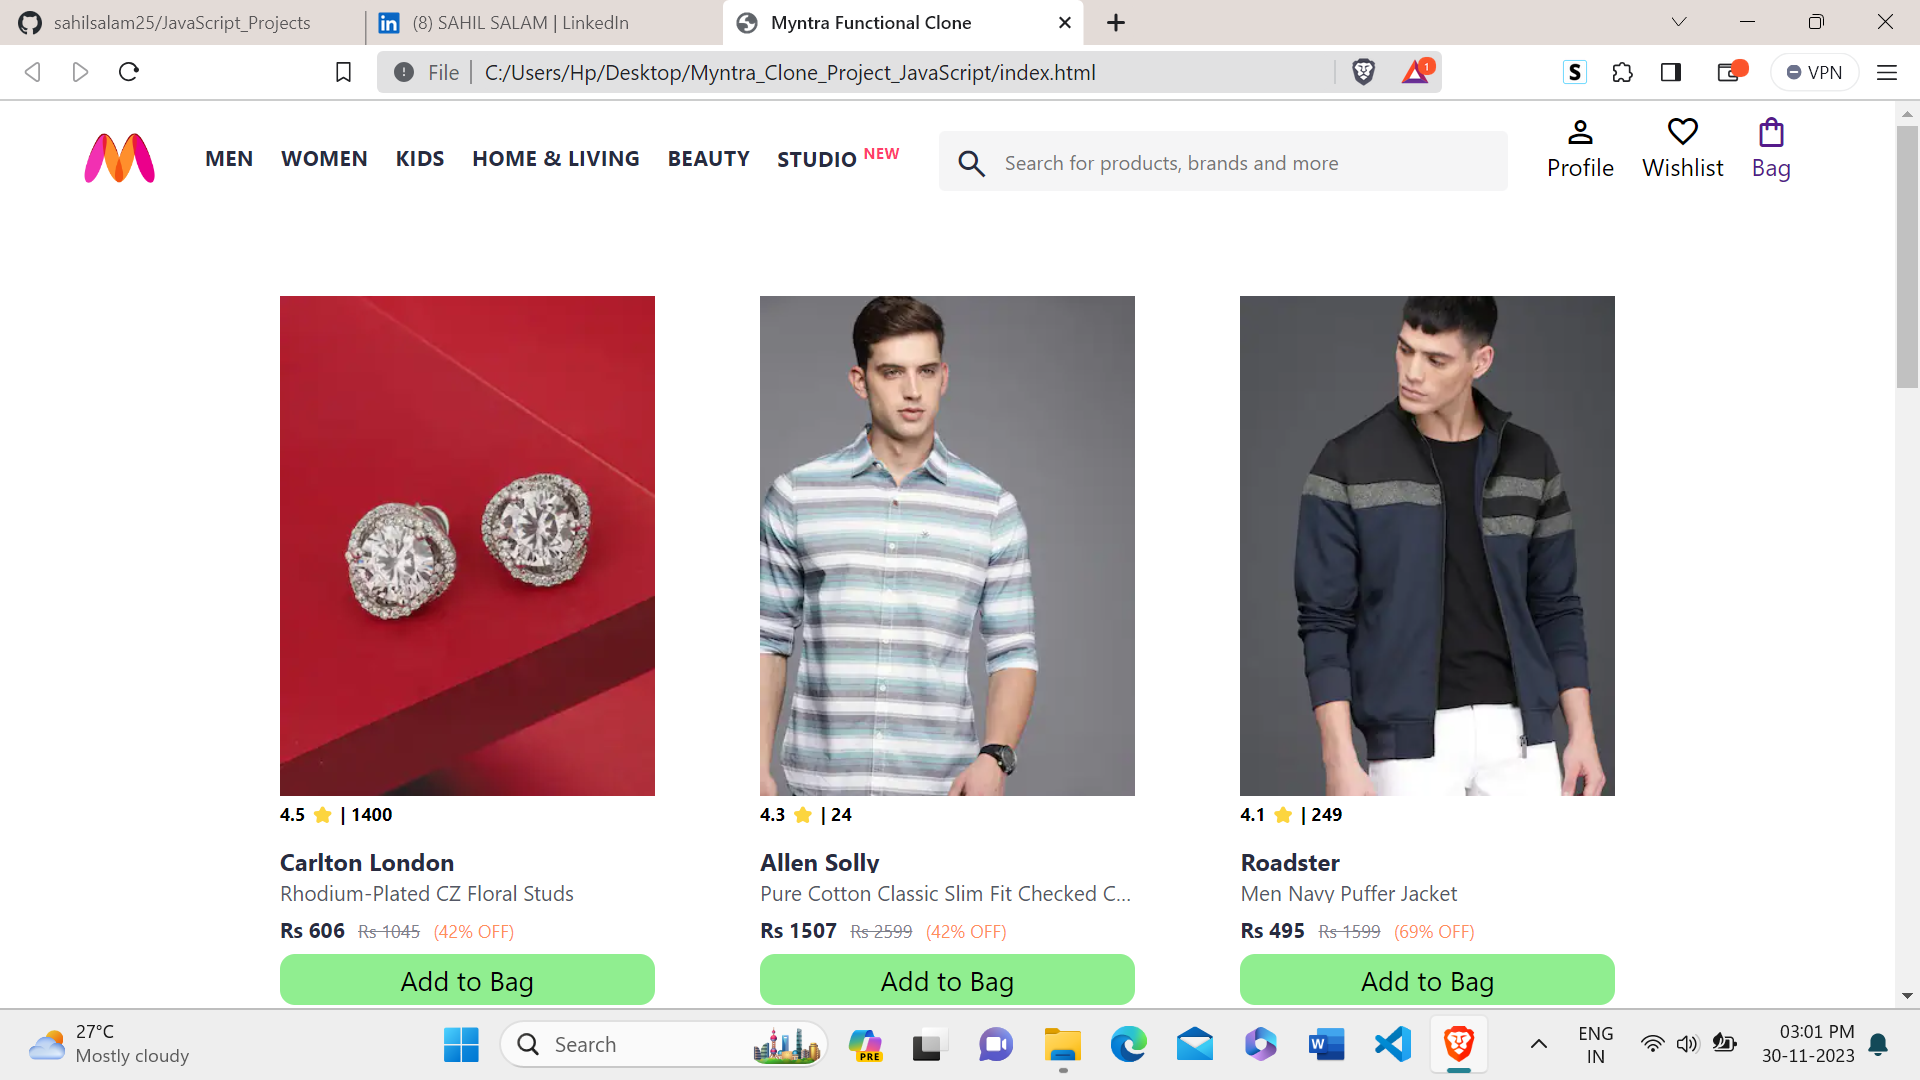 sahilsalam25/JavaScript_Projects
(8) SAHIL SALAM | LinkedIn
Myntra Functional Clone
File
C:/Users/Hp/Desktop/Myntra_Clone_Project_JavaScript/index.html
1
S
VPN
MEN
WOMEN
KIDS
HOME & LIVING
BEAUTY
STUDIO NEW
Search for products, brands and more
Profile
Wishlist
Bag
4.5 ⭐ | 1400
Carlton London
Rhodium-Plated CZ Floral Studs
Rs 606 Rs 1045 (42% OFF)
Add to Bag
4.3 ⭐ | 24
Allen Solly
Pure Cotton Classic Slim Fit Checked C...
Rs 1507 Rs 2599 (42% OFF)
Add to Bag
4.1 ⭐ | 249
Roadster
Men Navy Puffer Jacket
Rs 495 Rs 1599 (69% OFF)
Add to Bag
27°C
Mostly cloudy
Search
PRE
W
ENG
IN
03:01 PM
30-11-2023